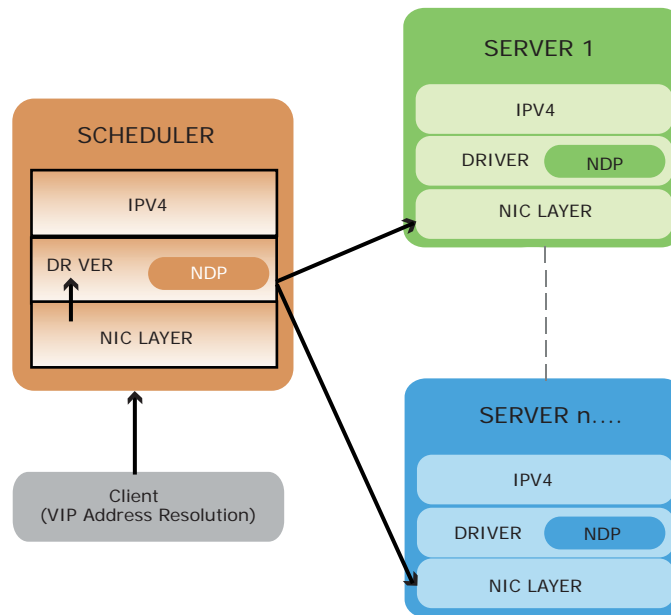 SERVER 1
IPV4
DRIVER NDP
NIC LAYER
SCHEDULER
IPV4
DR VER NDP
NIC LAYER
Client
(VIP Address Resolution)
SERVER n....
IPV4
DRIVER NDP
NIC LAYER